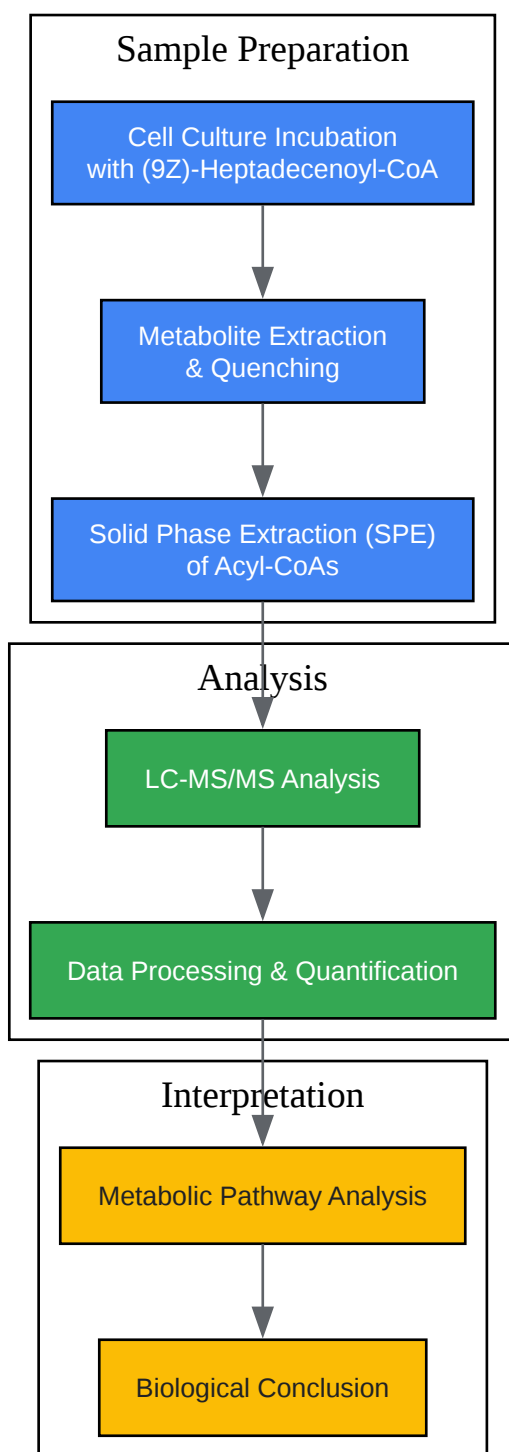 Sample Preparation
Cell Culture Incubation
with (9Z)-Heptadecenoyl-CoA
Metabolite Extraction
& Quenching
Solid Phase Extraction (SPE)
of Acyl-CoAs
Analysis
LC-MS/MS Analysis
Data Processing & Quantification
Interpretation
Metabolic Pathway Analysis
Biological Conclusion